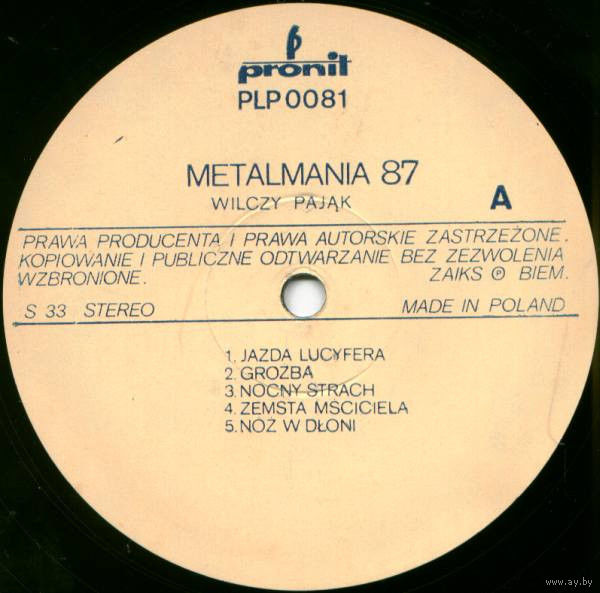 pronit
PLP 0081
METALMANIA 87
WILCZY PAJĄK
A
PRAWA PRODUCENTA I PRAWA AUTORSKIE ZASTRZEŻONE.
KOPIOWANIE I PUBLICZNE ODTWARZANIE BEZ ZEZWOLENIA
WZBRONIONE. ZAIKS ℗ BIEM.
S 33 STEREO MADE IN POLAND
1. JAZDA LUCYFERA
2. GROZBA
3. NOCNY STRACH
4. ZEMSTA MŚCICIELA
5. NOŻ W DŁONI
www.ay.by